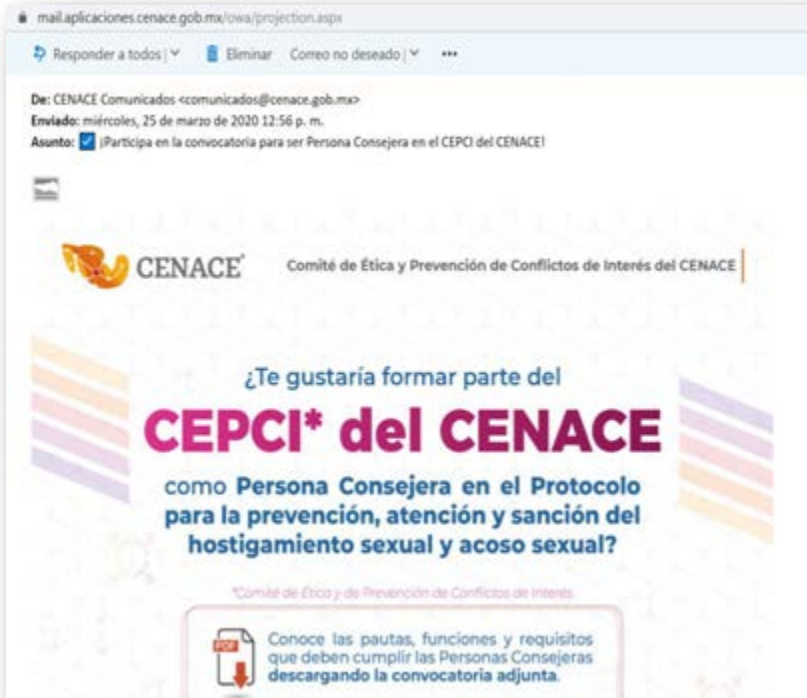 mail.aplicaciones.cenace.gob.mx/owa/projection.aspx
Responder a todos | Eliminar Correo no deseado | •••
De: CENACE Comunicados <comunicados@cenace.gob.mx>
Enviado: miércoles, 25 de marzo de 2020 12:56 p. m.
Asunto: ¡Participa en la convocatoria para ser Persona Consejera en el CEPCI del CENACE!
CENACE Comité de Ética y Prevención de Conflictos de Interés del CENACE
¿Te gustaría formar parte del
CEPCI* del CENACE
como Persona Consejera en el Protocolo
para la prevención, atención y sanción del
hostigamiento sexual y acoso sexual?
*Comité de Ética y de Prevención de Conflictos de Interés.
PDF
Conoce las pautas, funciones y requisitos
que deben cumplir las Personas Consejeras
descargando la convocatoria adjunta.